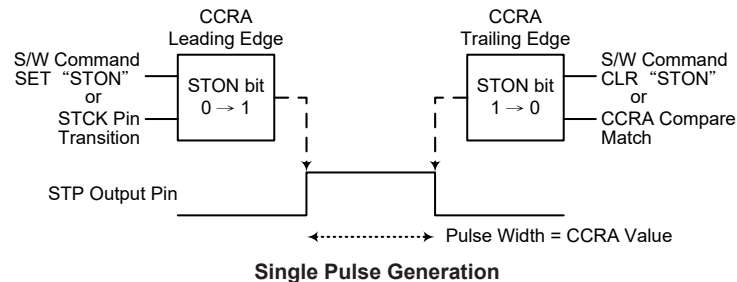 CCRA
Leading Edge
CCRA
Trailing Edge
S/W Command
SET “STON”
or
STCK Pin
Transition
STON bit
0 → 1
STON bit
1 → 0
S/W Command
CLR “STON”
or
CCRA Compare
Match
STP Output Pin
Pulse Width = CCRA Value
Single Pulse Generation